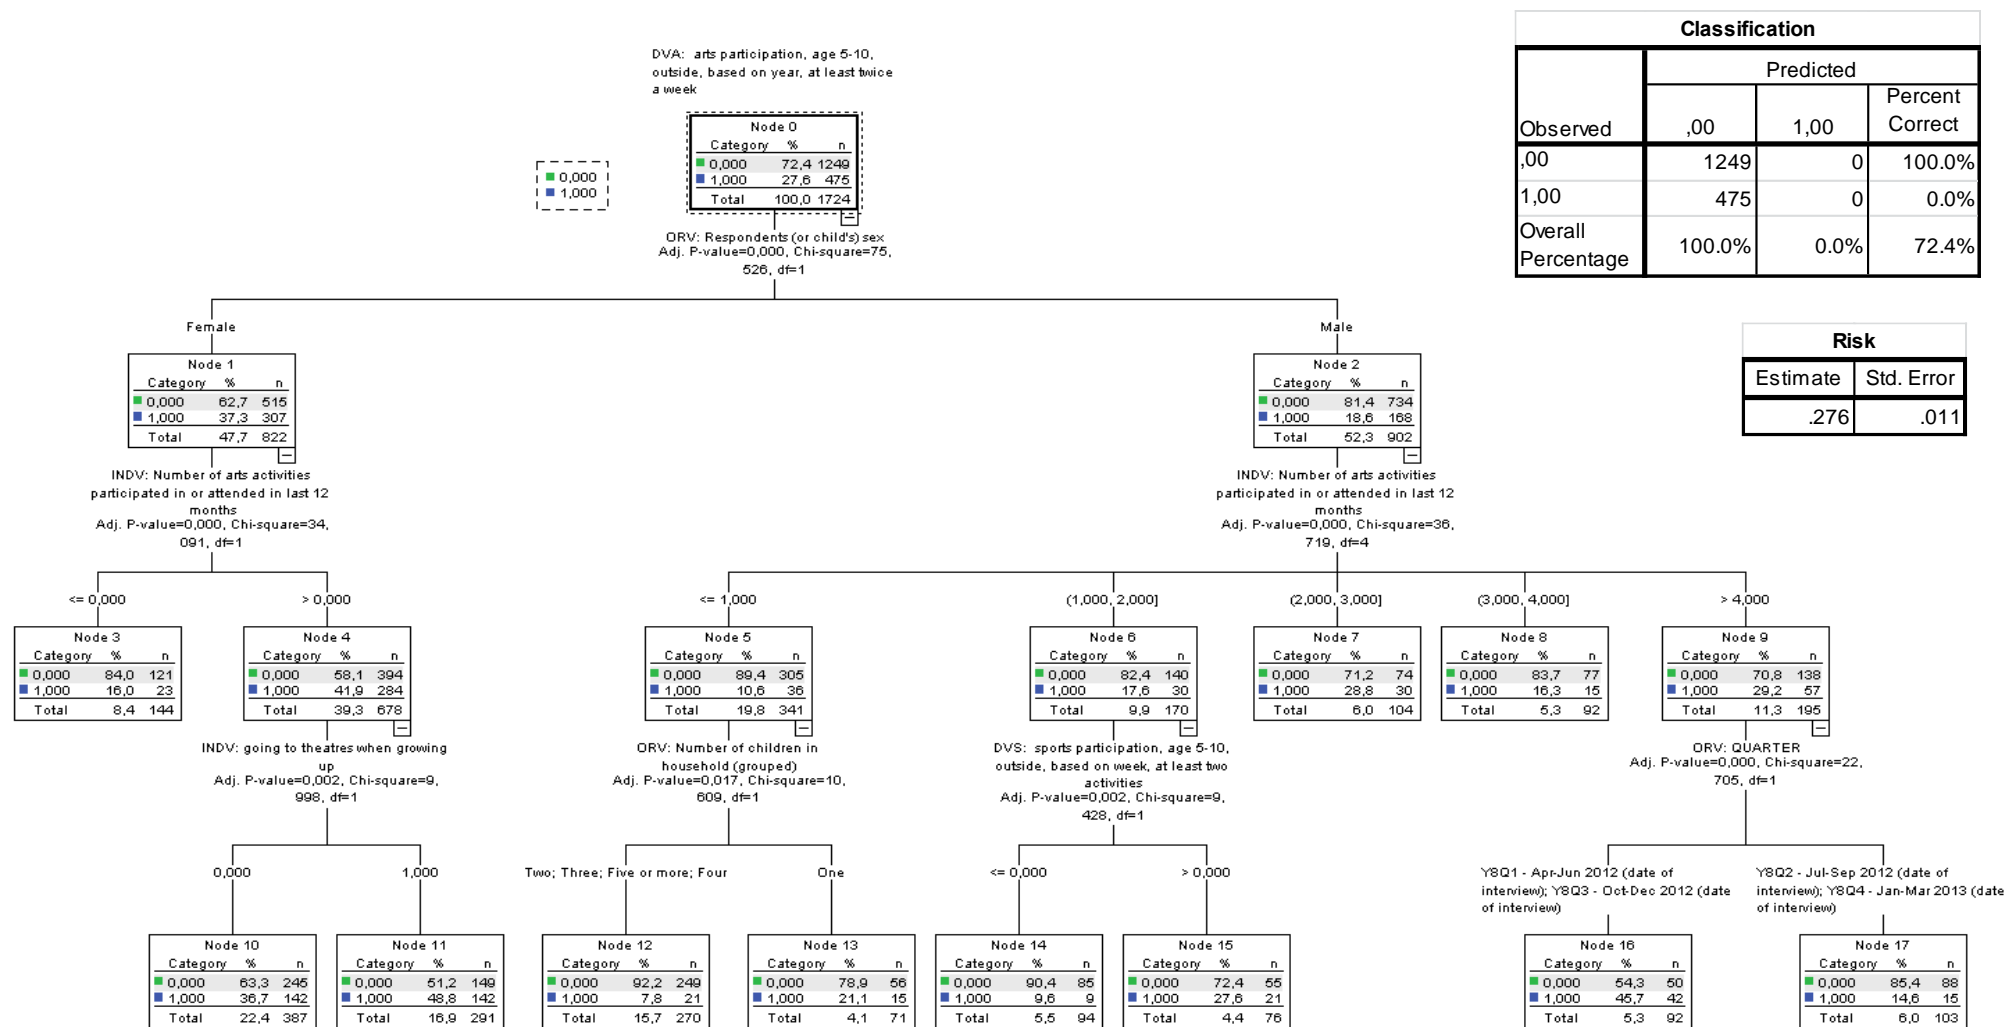 DVA: arts participation, age 5-10,
outside, based on year, at least twice
a week
Node 0
Category % n
0,000 72,4 1249
1,000 27,6 475
Total 100,0 1724
0,000
1,000
ORV: Respondents (or child's) sex
Adj. P-value=0,000, Chi-square=75,
526, df=1
Classification
Predicted
Observed ,00 1,00 Percent
Correct
,00 1249 0 100.0%
1,00 475 0 0.0%
Overall
Percentage 100.0% 0.0% 72.4%
Risk
Estimate Std. Error
.276 .011
Female
Node 1
Category % n
0,000 62,7 515
1,000 37,3 307
Total 47,7 822
INDV: Number of arts activities
participated in or attended in last 12
months
Adj. P-value=0,000, Chi-square=34,
091, df=1
Male
Node 2
Category % n
0,000 81,4 734
1,000 18,6 168
Total 52,3 902
INDV: Number of arts activities
participated in or attended in last 12
months
Adj. P-value=0,000, Chi-square=36,
719, df=4
<= 0,000
Node 3
Category % n
0,000 84,0 121
1,000 16,0 23
Total 8,4 144
> 0,000
Node 4
Category % n
0,000 58,1 394
1,000 41,9 284
Total 39,3 678
INDV: going to theatres when growing
up
Adj. P-value=0,002, Chi-square=9,
998, df=1
<= 1,000
Node 5
Category % n
0,000 89,4 305
1,000 10,6 36
Total 19,8 341
ORV: Number of children in
household (grouped)
Adj. P-value=0,017, Chi-square=10,
609, df=1
(1,000, 2,000]
Node 6
Category % n
0,000 82,4 140
1,000 17,6 30
Total 9,9 170
DVS: sports participation, age 5-10,
outside, based on week, at least two
activities
Adj. P-value=0,002, Chi-square=9,
428, df=1
(2,000, 3,000]
Node 7
Category % n
0,000 71,2 74
1,000 28,8 30
Total 6,0 104
(3,000, 4,000]
Node 8
Category % n
0,000 83,7 77
1,000 16,3 15
Total 5,3 92
> 4,000
Node 9
Category % n
0,000 70,8 138
1,000 29,2 57
Total 11,3 195
ORV: QUARTER
Adj. P-value=0,000, Chi-square=22,
705, df=1
0,000
Node 10
Category % n
0,000 63,3 245
1,000 36,7 142
Total 22,4 387
1,000
Node 11
Category % n
0,000 51,2 149
1,000 48,8 142
Total 16,9 291
Two; Three; Five or more; Four
Node 12
Category % n
0,000 92,2 249
1,000 7,8 21
Total 15,7 270
One
Node 13
Category % n
0,000 78,9 56
1,000 21,1 15
Total 4,1 71
<= 0,000
Node 14
Category % n
0,000 90,4 85
1,000 9,6 9
Total 5,5 94
> 0,000
Node 15
Category % n
0,000 72,4 55
1,000 27,6 21
Total 4,4 76
Y8Q1 - Apr-Jun 2012 (date of
interview); Y8Q3 - Oct-Dec 2012 (date
of interview)
Node 16
Category % n
0,000 54,3 50
1,000 45,7 42
Total 5,3 92
Y8Q2 - Jul-Sep 2012 (date of
interview); Y8Q4 - Jan-Mar 2013 (date
of interview)
Node 17
Category % n
0,000 85,4 88
1,000 14,6 15
Total 6,0 103